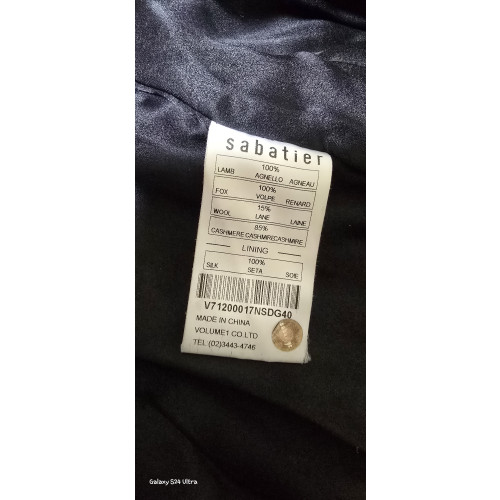 sabatier
100%
LAMB AGNELLO AGNEAU
100%
FOX VOLPE RENARD
15%
WOOL LANE LAINE
85%
CASHMERE CASHMIRE CASHMIRE
LINING
100%
SILK SETA SOIE
V71200017NSDG40
MADE IN CHINA
VOLUME1 CO.LTD
TEL (02)3443-4746
Galaxy S24 Ultra